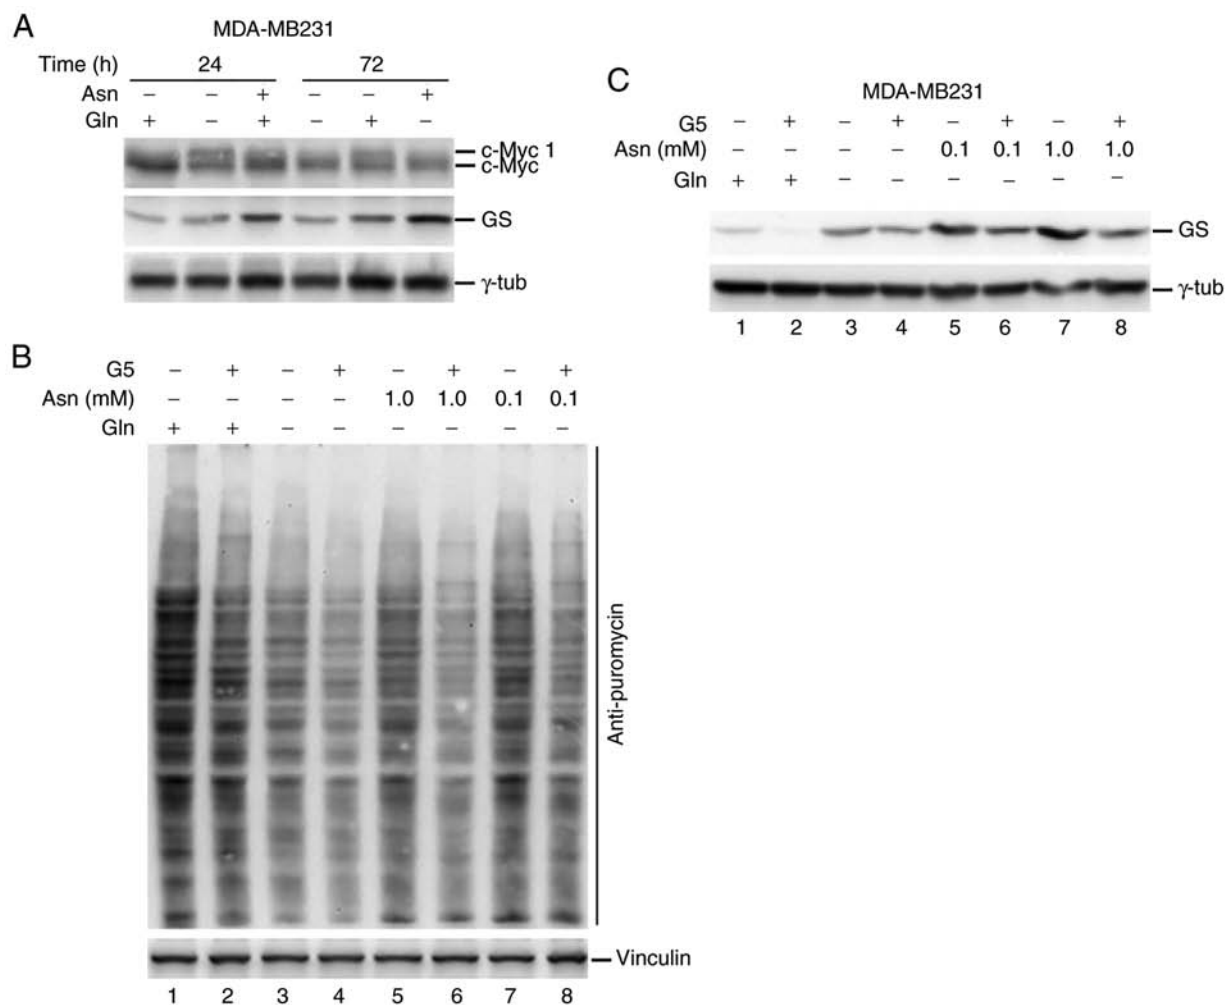 A
MDA-MB231
Time (h) 24 72
Asn – – + – – +
Gln + – + – + –
c-Myc 1
c-Myc
GS
γ-tub
B
G5 – + – + – + – +
Asn (mM) – – – – 1.0 1.0 0.1 0.1
Gln + + – – – – – –
Anti-puromycin
Vinculin
1 2 3 4 5 6 7 8
C
MDA-MB231
G5 – + – + – + – +
Asn (mM) – – – – 0.1 0.1 1.0 1.0
Gln + + – – – – – –
GS
γ-tub
1 2 3 4 5 6 7 8